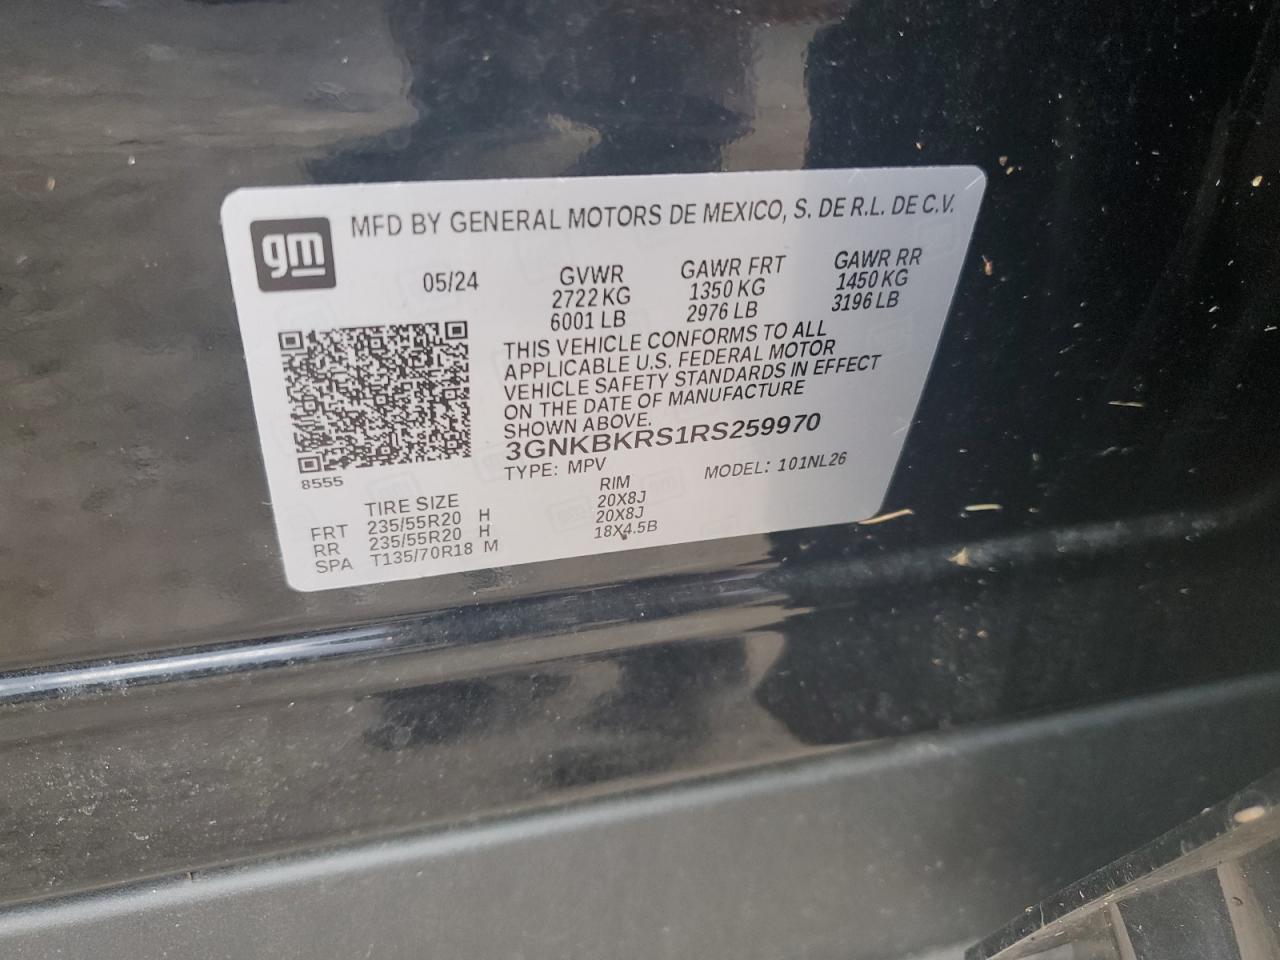 gm
MFD BY GENERAL MOTORS DE MEXICO, S. DE R.L. DE C.V.
05/24 GVWR GAWR FRT GAWR RR
2722 KG 1350 KG 1450 KG
6001 LB 2976 LB 3196 LB
THIS VEHICLE CONFORMS TO ALL
APPLICABLE U.S. FEDERAL MOTOR
VEHICLE SAFETY STANDARDS IN EFFECT
ON THE DATE OF MANUFACTURE
SHOWN ABOVE.
3GNKBKRS1RS259970
TYPE: MPV MODEL: 101NL26
8555
TIRE SIZE RIM
FRT 235/55R20 H 20X8J
RR 235/55R20 H 20X8J
SPA T135/70R18 M 18X4.5B